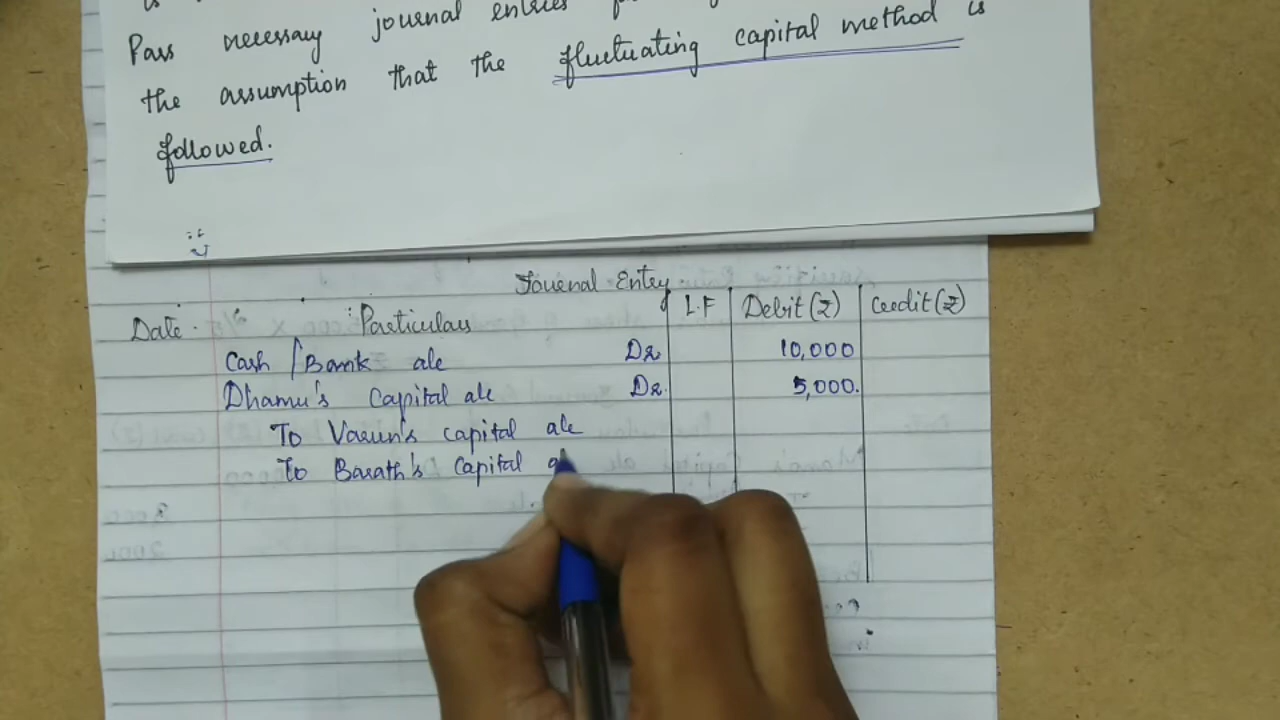 Pass necessary journal entries
the assumption that the fluctuating capital method is
followed.
Journal Entry
Date Particulars L.F Debit (₹) Credit (₹)
Cash / Bank a/c Dr 10,000
Dhamu's Capital a/c Dr. 5,000.
To Varun's capital a/c
To Barath's Capital